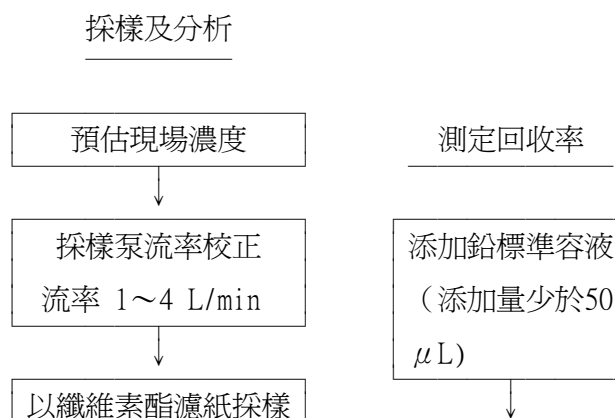 採樣及分析
預估現場濃度
採樣泵流率校正
流率 1～4 L/min
以纖維素酯濾紙採樣
測定回收率
添加鉛標準容液
（添加量少於50
μL）